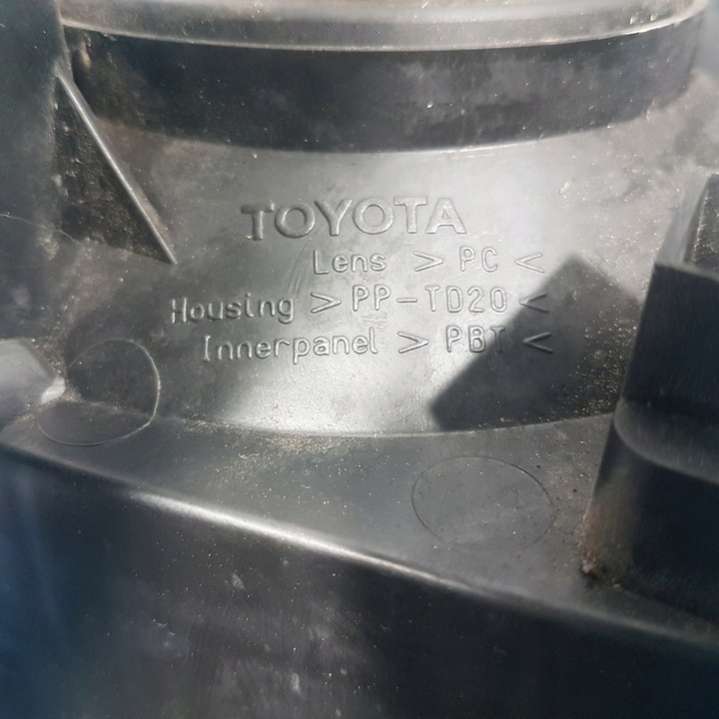 TOYOTA
Lens > PC <
Housing > PP-TD20 <
Innerpanel > PBT <